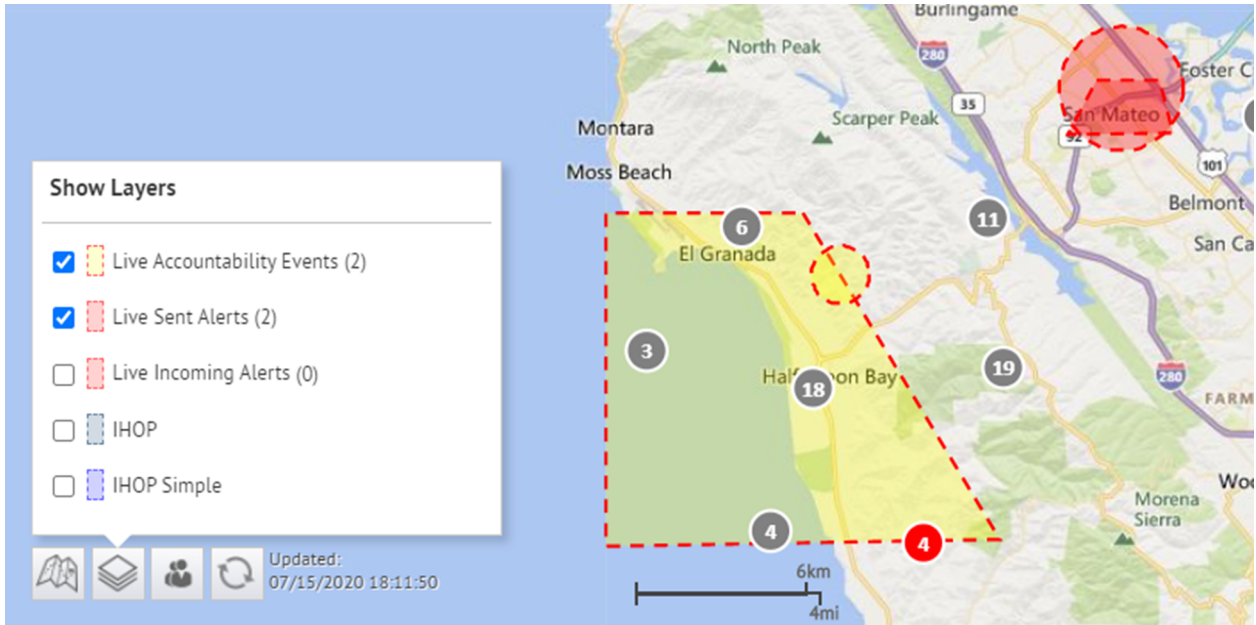 Burlingame
North Peak
280
Foster C
35
Scarper Peak
San Mateo
92
Montara
101
Moss Beach
Belmont
Show Layers
6
11
San Ca
El Granada
Live Accountability Events (2)
Live Sent Alerts (2)
3
19
Live Incoming Alerts (0)
Half Moon Bay
18
280
FARM
IHOP
IHOP Simple
Woo
Morena
Sierra
4
4
Updated:
07/15/2020 18:11:50
6km
4mi